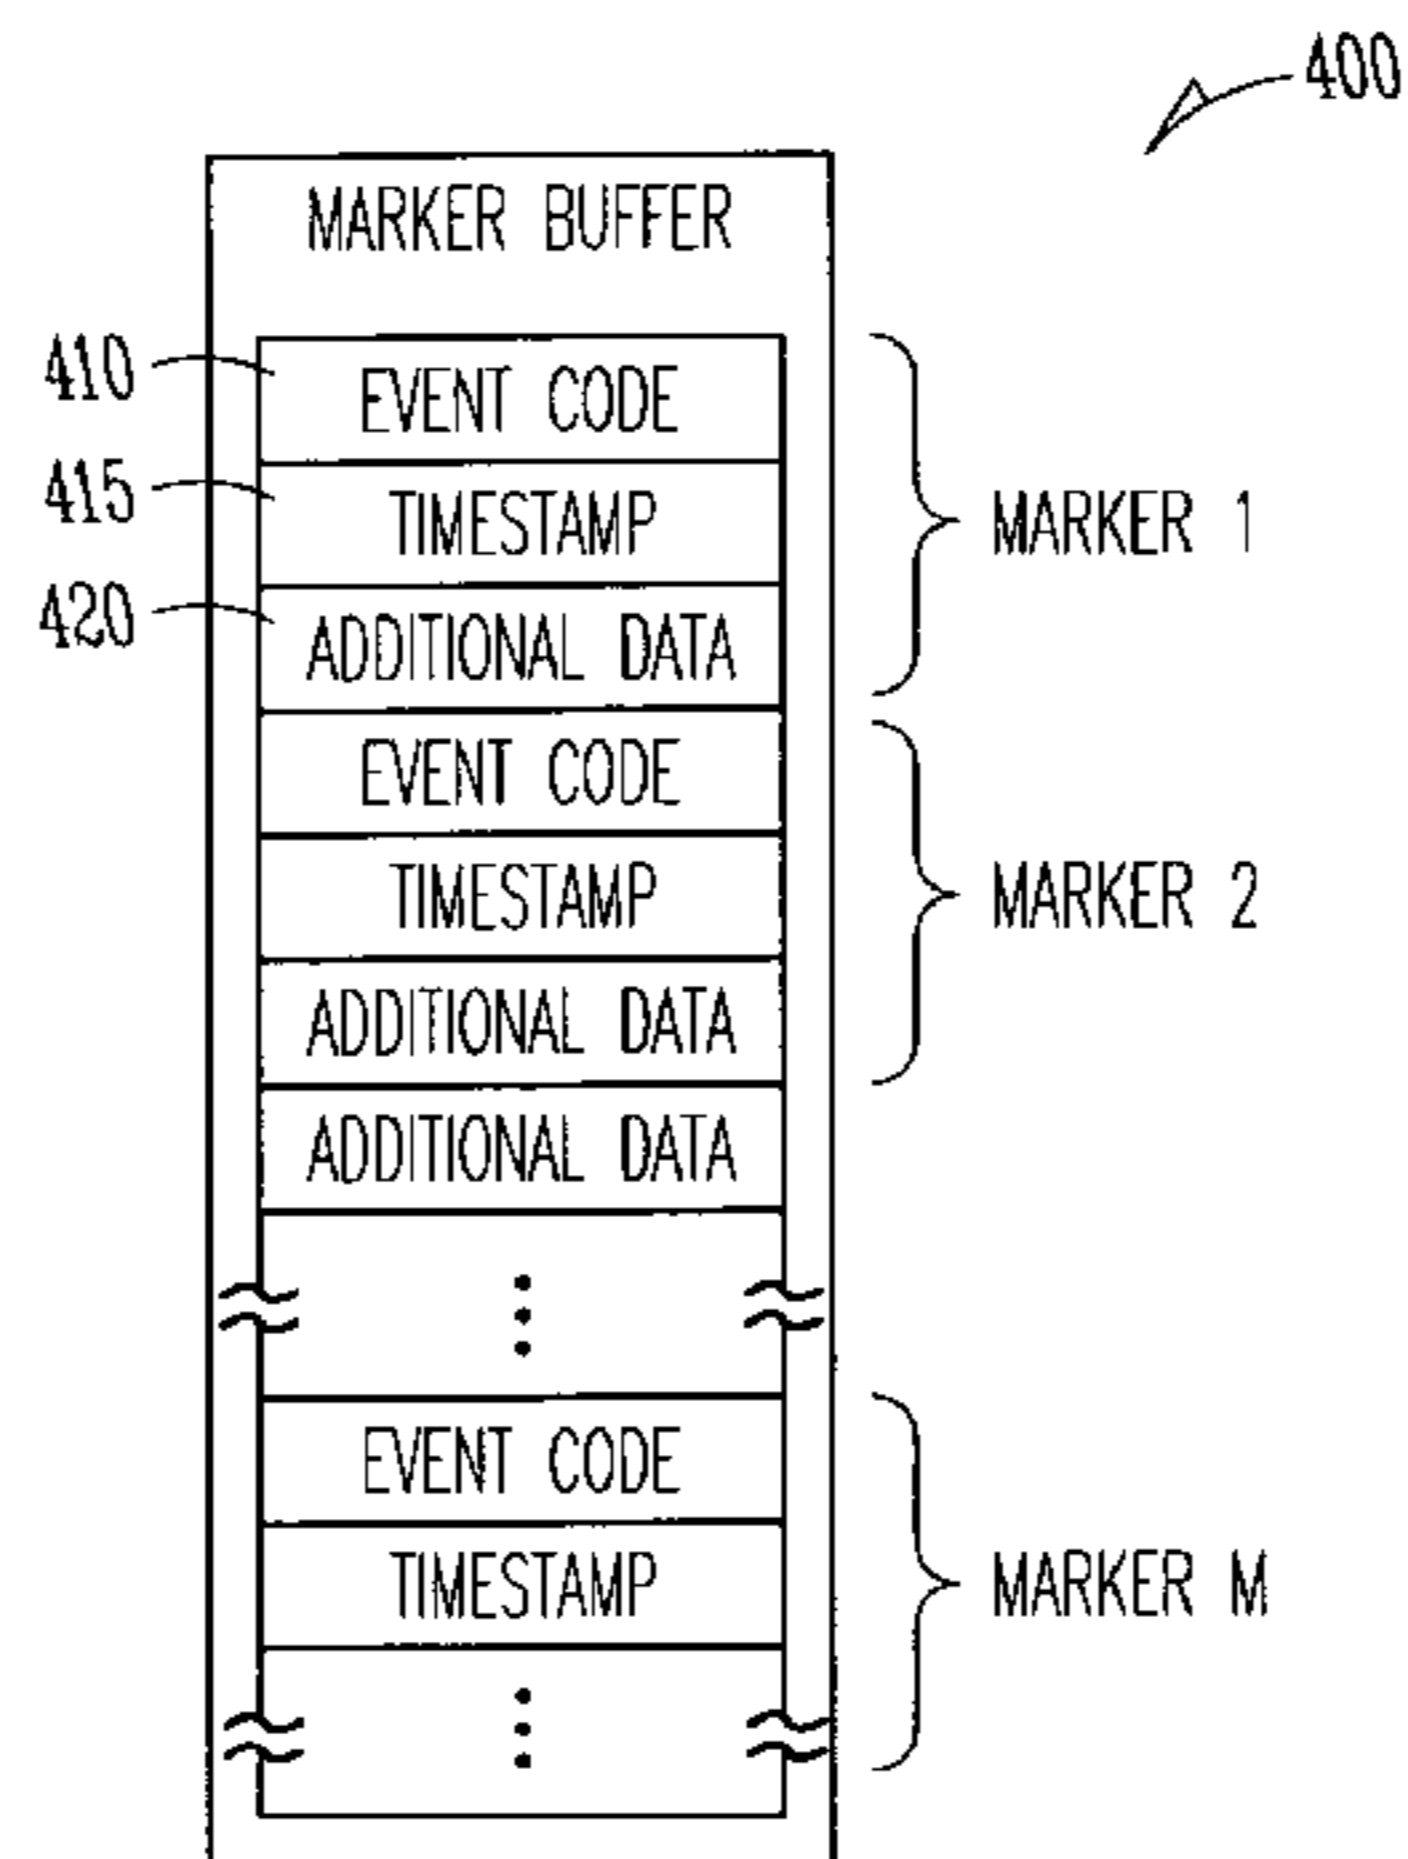 400
MARKER BUFFER
410 EVENT CODE
415 TIMESTAMP MARKER 1
420 ADDITIONAL DATA
EVENT CODE
TIMESTAMP MARKER 2
ADDITIONAL DATA
ADDITIONAL DATA
EVENT CODE
TIMESTAMP MARKER M